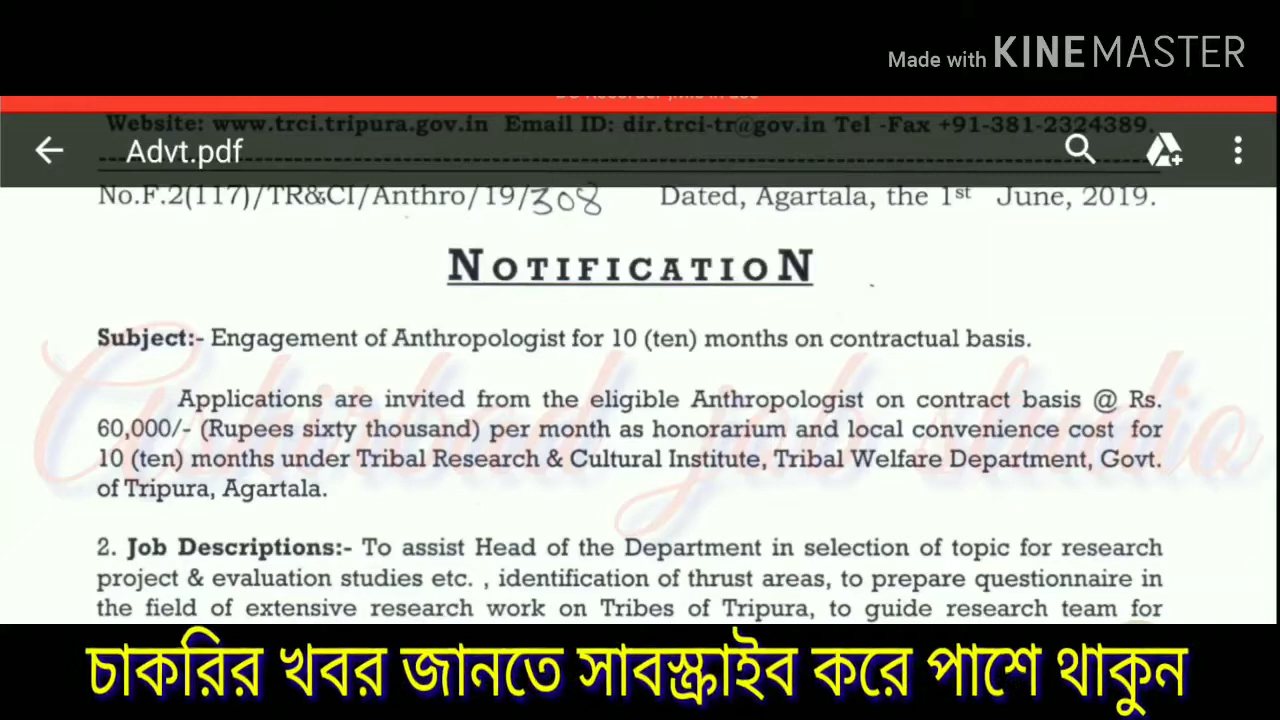 Made with KINEMASTER
Website: www.trci.tripura.gov.in Email ID: dir.trci-tr@gov.in Tel -Fax +91-381-2324389.
Advt.pdf
No.F.2(117)/TR&CI/Anthro/19/308 Dated, Agartala, the 1st June, 2019.
NOTIFICATION
Subject:- Engagement of Anthropologist for 10 (ten) months on contractual basis.
Applications are invited from the eligible Anthropologist on contract basis @ Rs.
60,000/- (Rupees sixty thousand) per month as honorarium and local convenience cost for
10 (ten) months under Tribal Research & Cultural Institute, Tribal Welfare Department, Govt.
of Tripura, Agartala.
2. Job Descriptions:- To assist Head of the Department in selection of topic for research
project & evaluation studies etc. , identification of thrust areas, to prepare questionnaire in
the field of extensive research work on Tribes of Tripura, to guide research team for
job studio
চাকরির খবর জানতে সাবস্ক্রাইব করে পাশে থাকুন